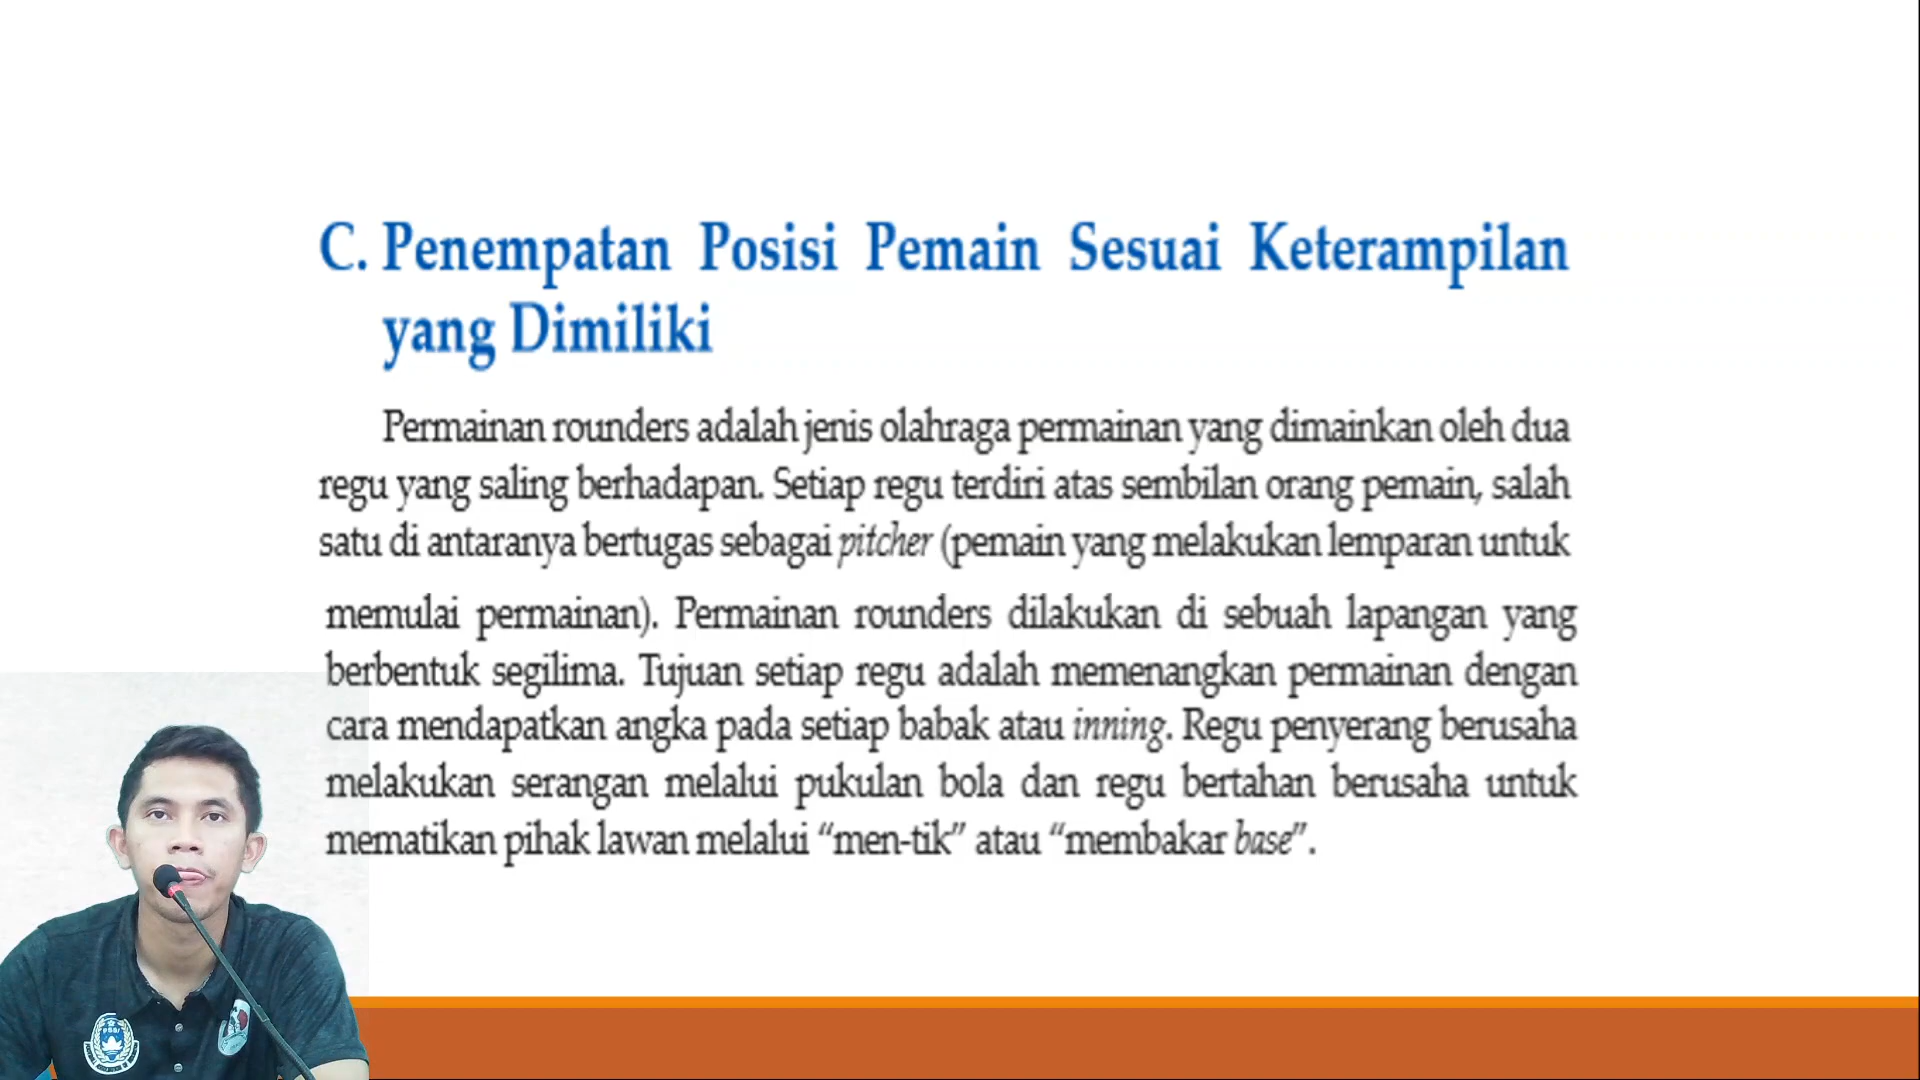 C. Penempatan Posisi Pemain Sesuai Keterampilan
yang Dimiliki
Permainan rounders adalah jenis olahraga permainan yang dimainkan oleh dua
regu yang saling berhadapan. Setiap regu terdiri atas sembilan orang pemain, salah
satu di antaranya bertugas sebagai pitcher (pemain yang melakukan lemparan untuk
memulai permainan). Permainan rounders dilakukan di sebuah lapangan yang
berbentuk segilima. Tujuan setiap regu adalah memenangkan permainan dengan
cara mendapatkan angka pada setiap babak atau inning. Regu penyerang berusaha
melakukan serangan melalui pukulan bola dan regu bertahan berusaha untuk
mematikan pihak lawan melalui “men-tik” atau “membakar base”.
PSSI